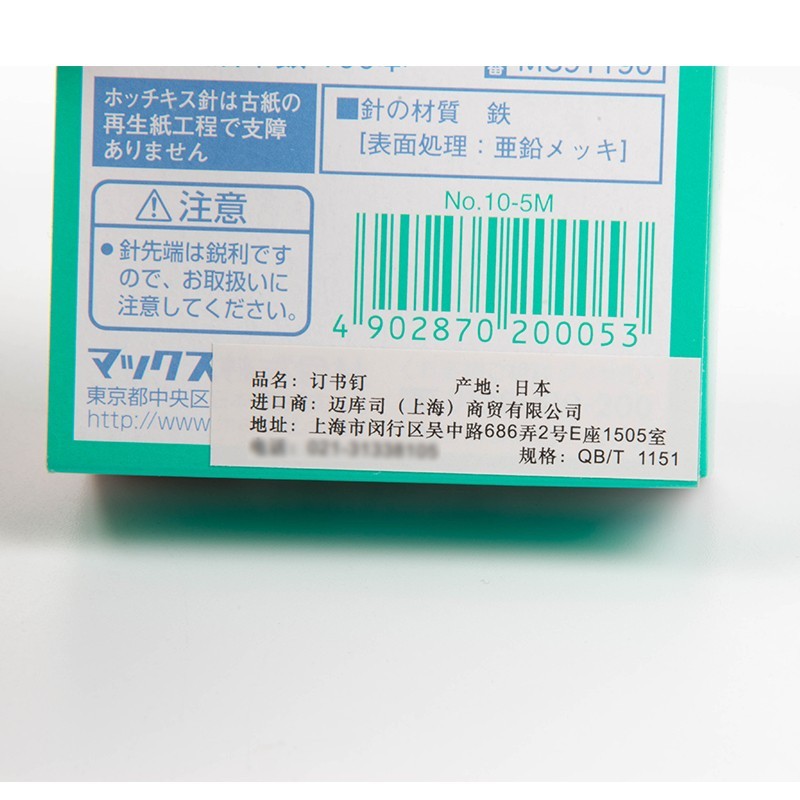 ホッチキス針は古紙の
再生紙工程で支障
ありません
■針の材質 鉄
[表面処理：亜鉛メッキ]
⚠注意
●針先端は鋭利です
ので、お取扱いに
注意してください。
No.10-5M
4 902870 200053
マックス
東京都中央区
http://www
品名：订书钉 产地：日本
进口商：迈库司（上海）商贸有限公司
地址：上海市闵行区吴中路686弄2号E座1505室
规格：QB/T 1151